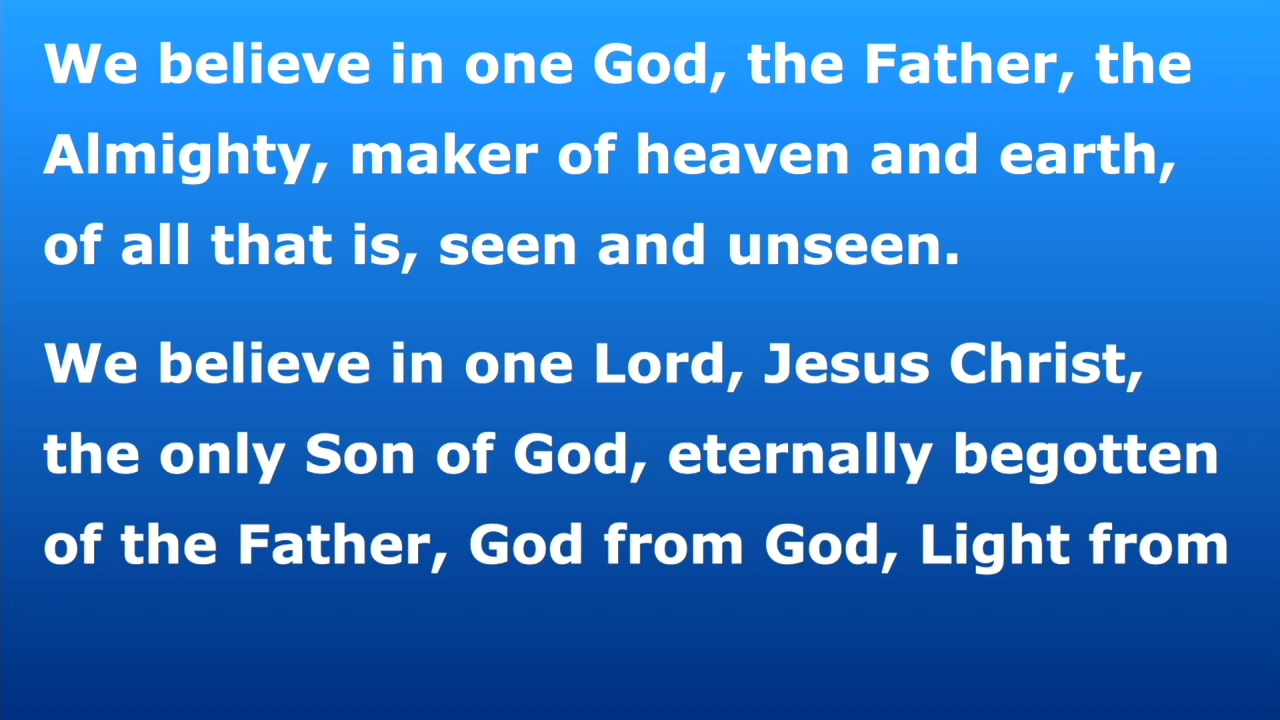 We believe in one God, the Father, the
Almighty, maker of heaven and earth,
of all that is, seen and unseen.
We believe in one Lord, Jesus Christ,
the only Son of God, eternally begotten
of the Father, God from God, Light from